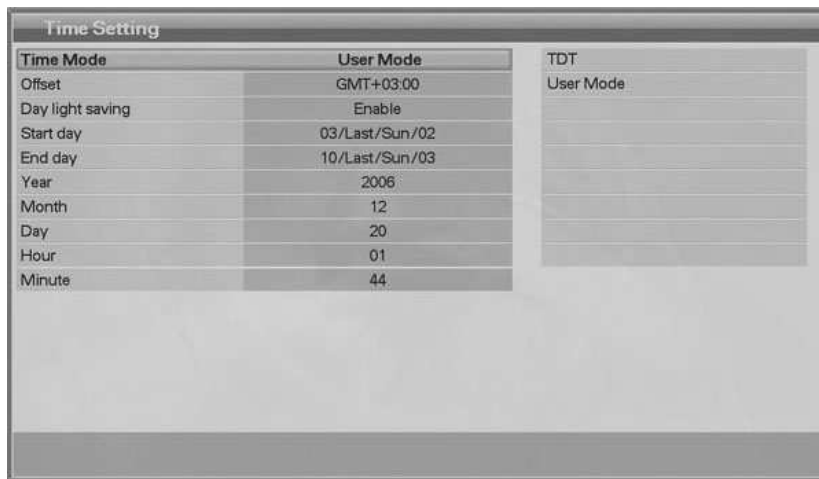 Time Setting
Time Mode User Mode
Offset GMT+03:00
Day light saving Enable
Start day 03/Last/Sun/02
End day 10/Last/Sun/03
Year 2006
Month 12
Day 20
Hour 01
Minute 44
TDT
User Mode